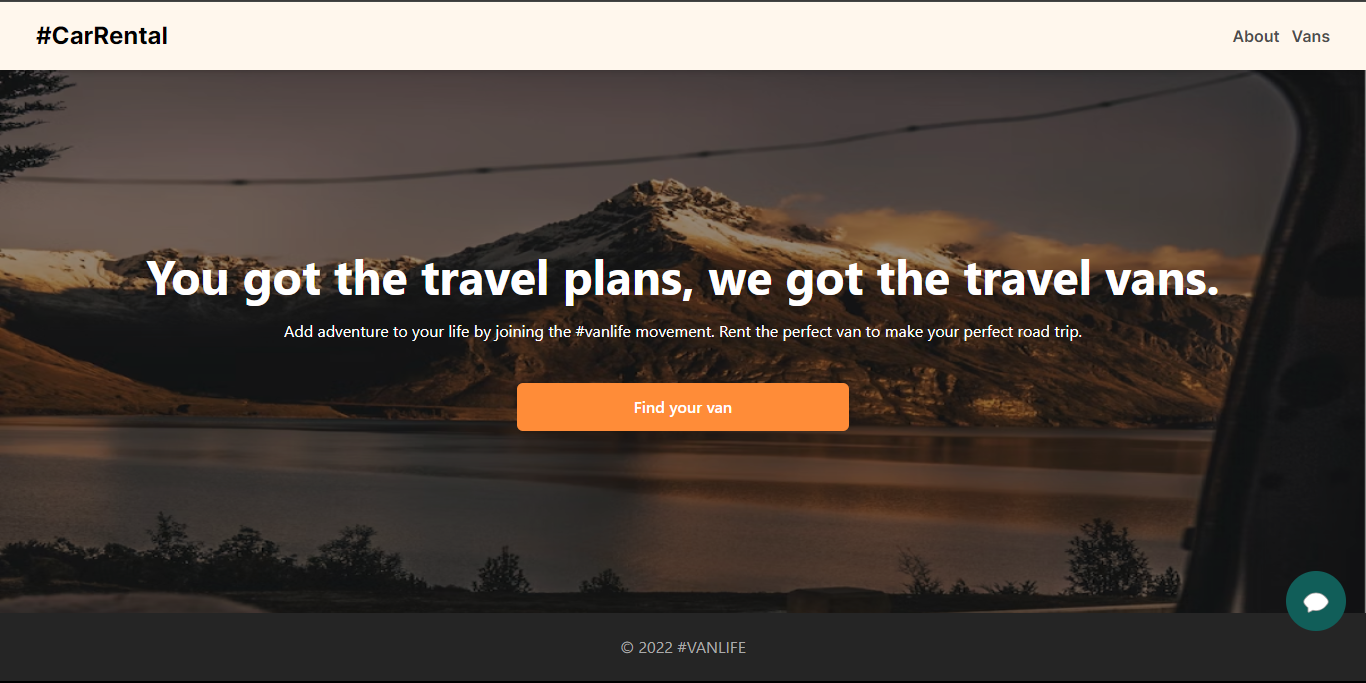 #CarRental
About Vans
You got the travel plans, we got the travel vans.
Add adventure to your life by joining the #vanlife movement. Rent the perfect van to make your perfect road trip.
Find your van
© 2022 #VANLIFE